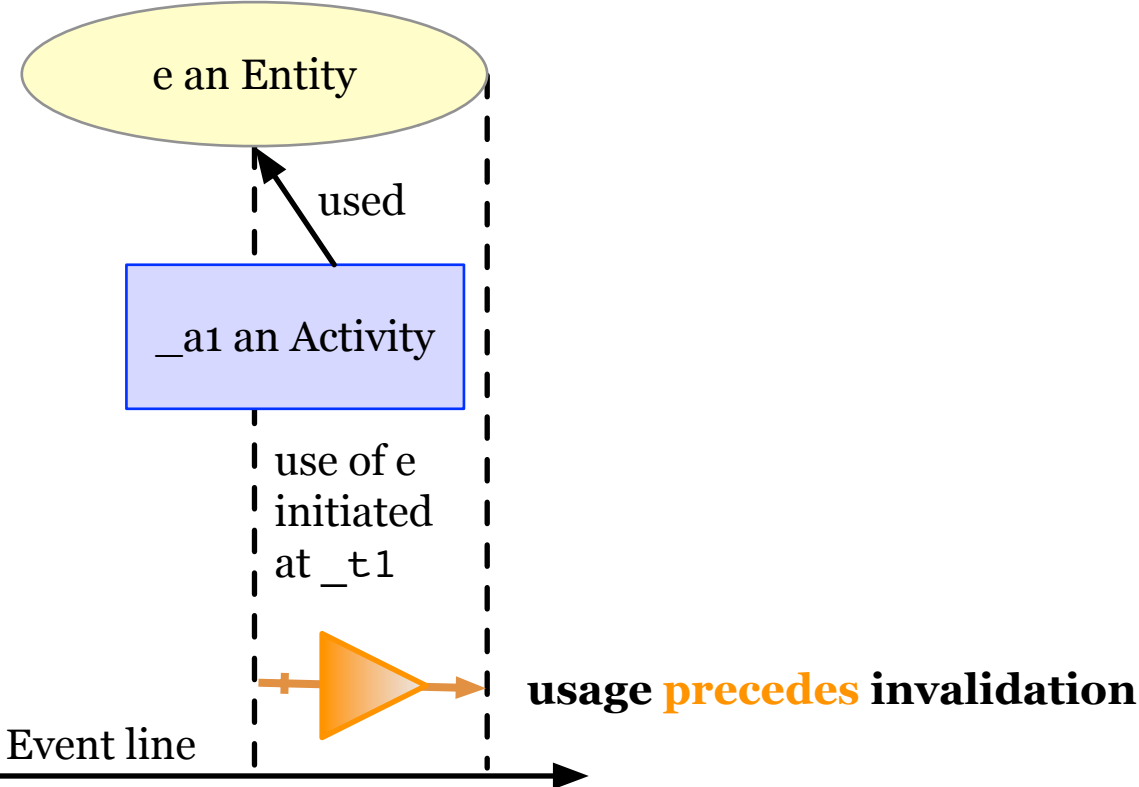 e an Entity
used
_a1 an Activity
use of e
initiated
at _t1
usage precedes invalidation
Event line